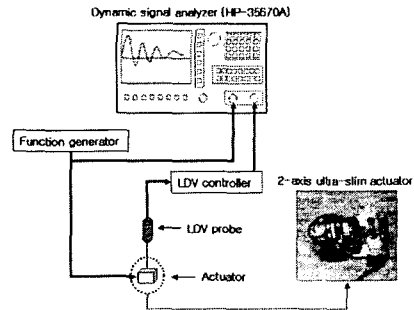 Dynamic signal analyzer (HP-35670A)
Function generator
LDV controller
2-axis ultra-slim actuator
LDV probe
Actuator